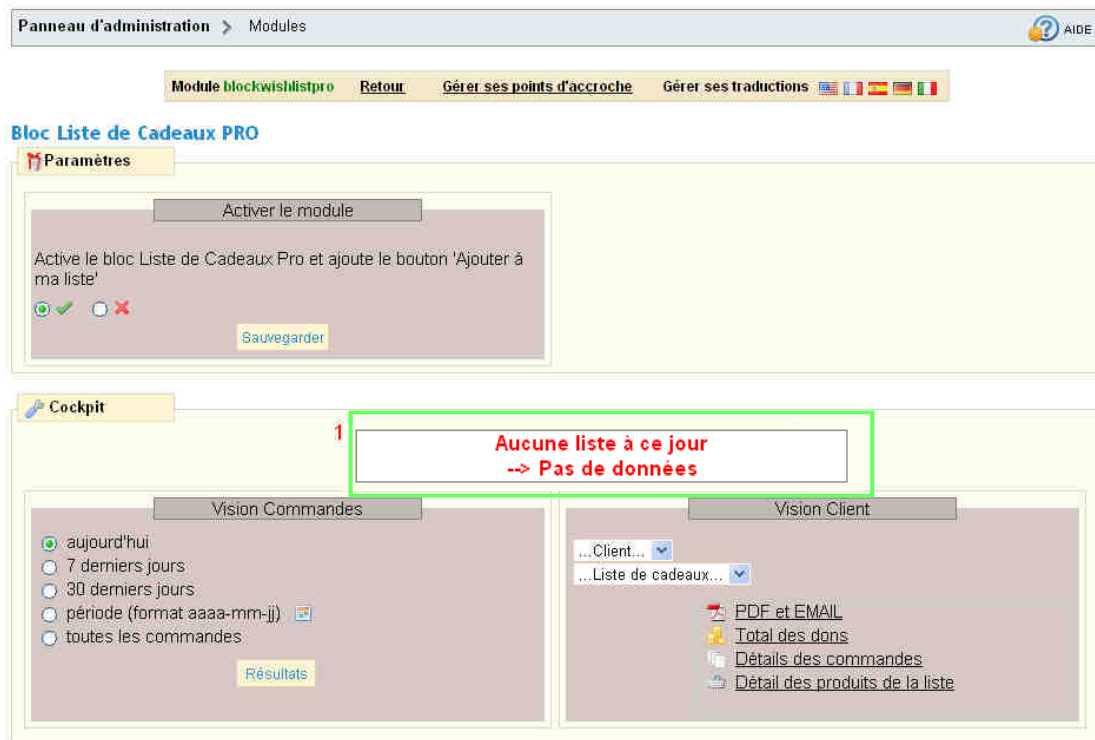 Panneau d'administration > Modules
AIDE
Module blockwishlistpro Retour Gérer ses points d'accroche Gérer ses traductions
Bloc Liste de Cadeaux PRO
Paramètres
Activer le module
Active le bloc Liste de Cadeaux Pro et ajoute le bouton 'Ajouter à
ma liste'
Sauvegarder
Cockpit
1
Aucune liste à ce jour
--> Pas de données
Vision Commandes
aujourd'hui
7 derniers jours
30 derniers jours
période (format aaaa-mm-jj)
toutes les commandes
Résultats
Vision Client
...Client...
...Liste de cadeaux...
PDF et EMAIL
Total des dons
Détails des commandes
Détail des produits de la liste